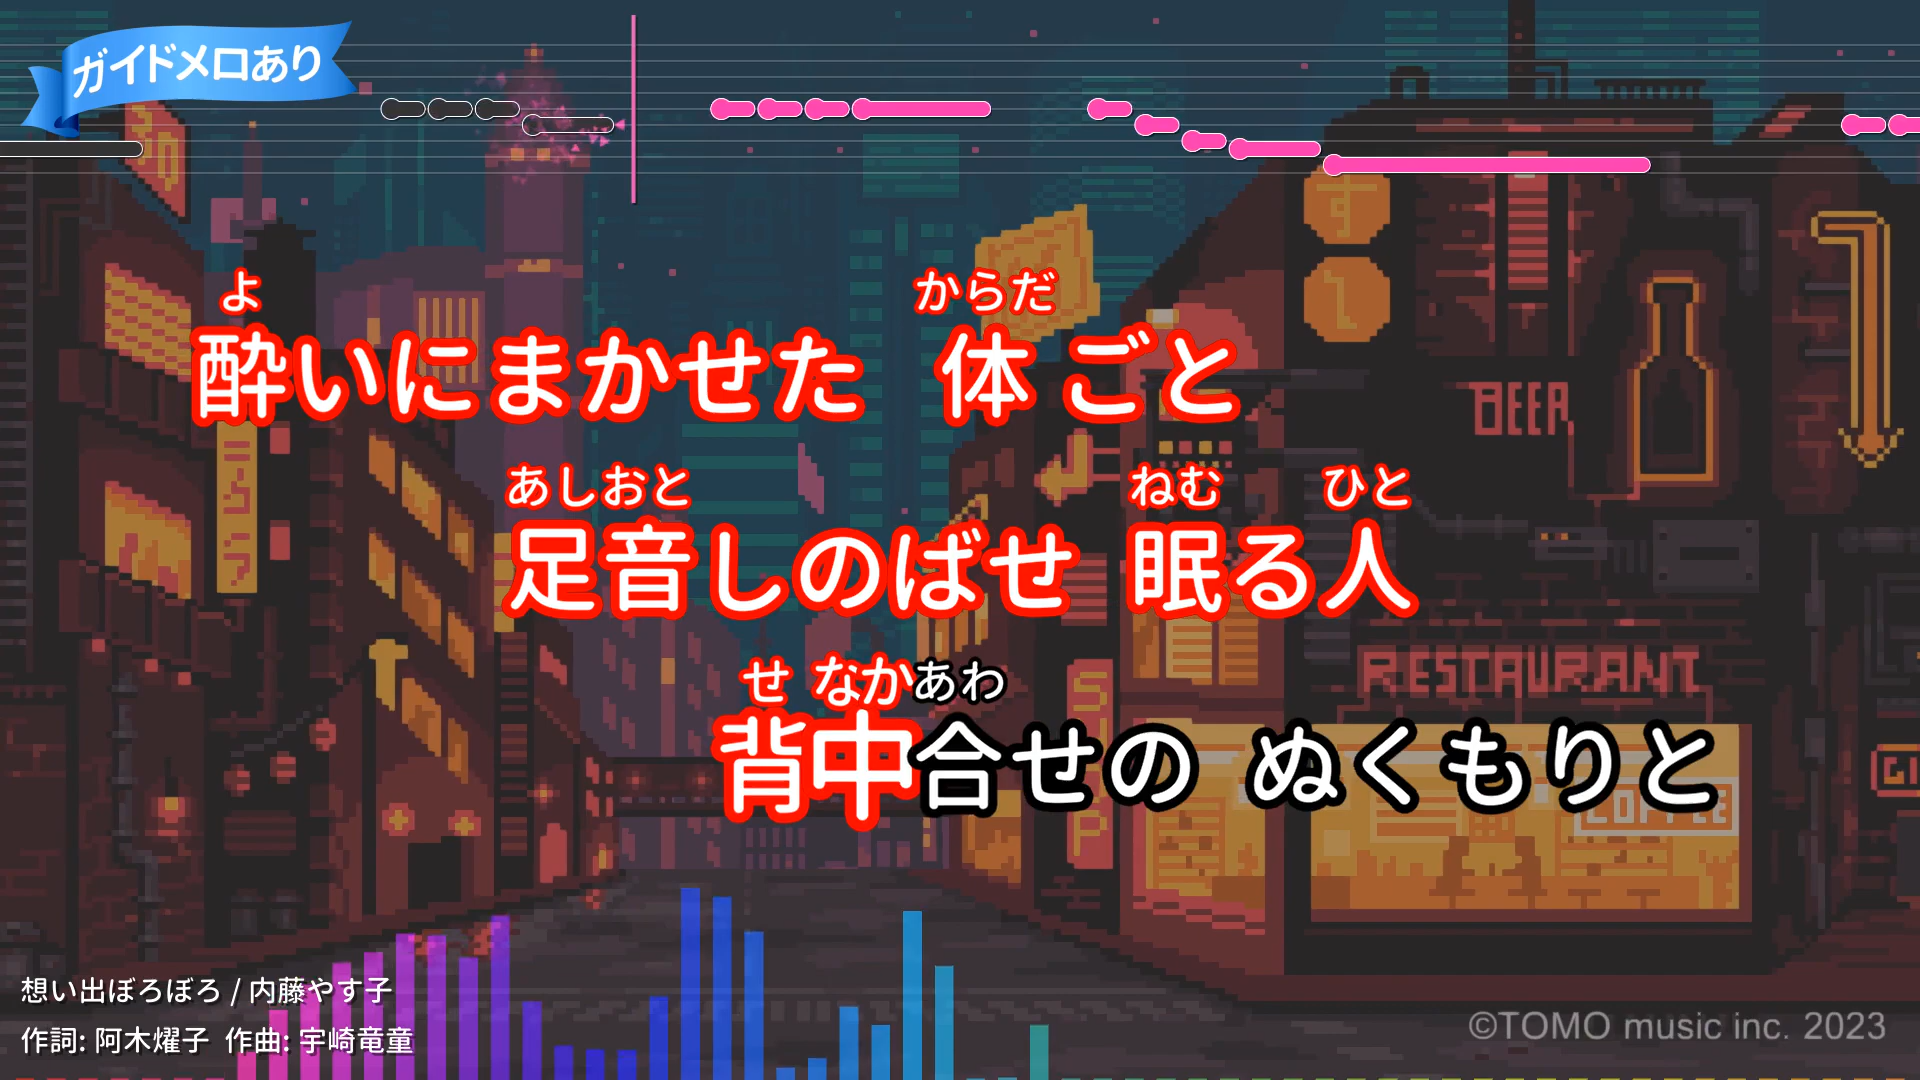 ガイドメロあり
よ からだ
酔いにまかせた 体ごと
あしおと ねむ ひと
足音しのばせ 眠る人
せ なか あわ
背中合せの ぬくもりと
BEER
RESTAURANT
COFFEE
想い出ぼろぼろ / 内藤やす子
作詞: 阿木燿子 作曲: 宇崎竜童
©TOMO music inc. 2023